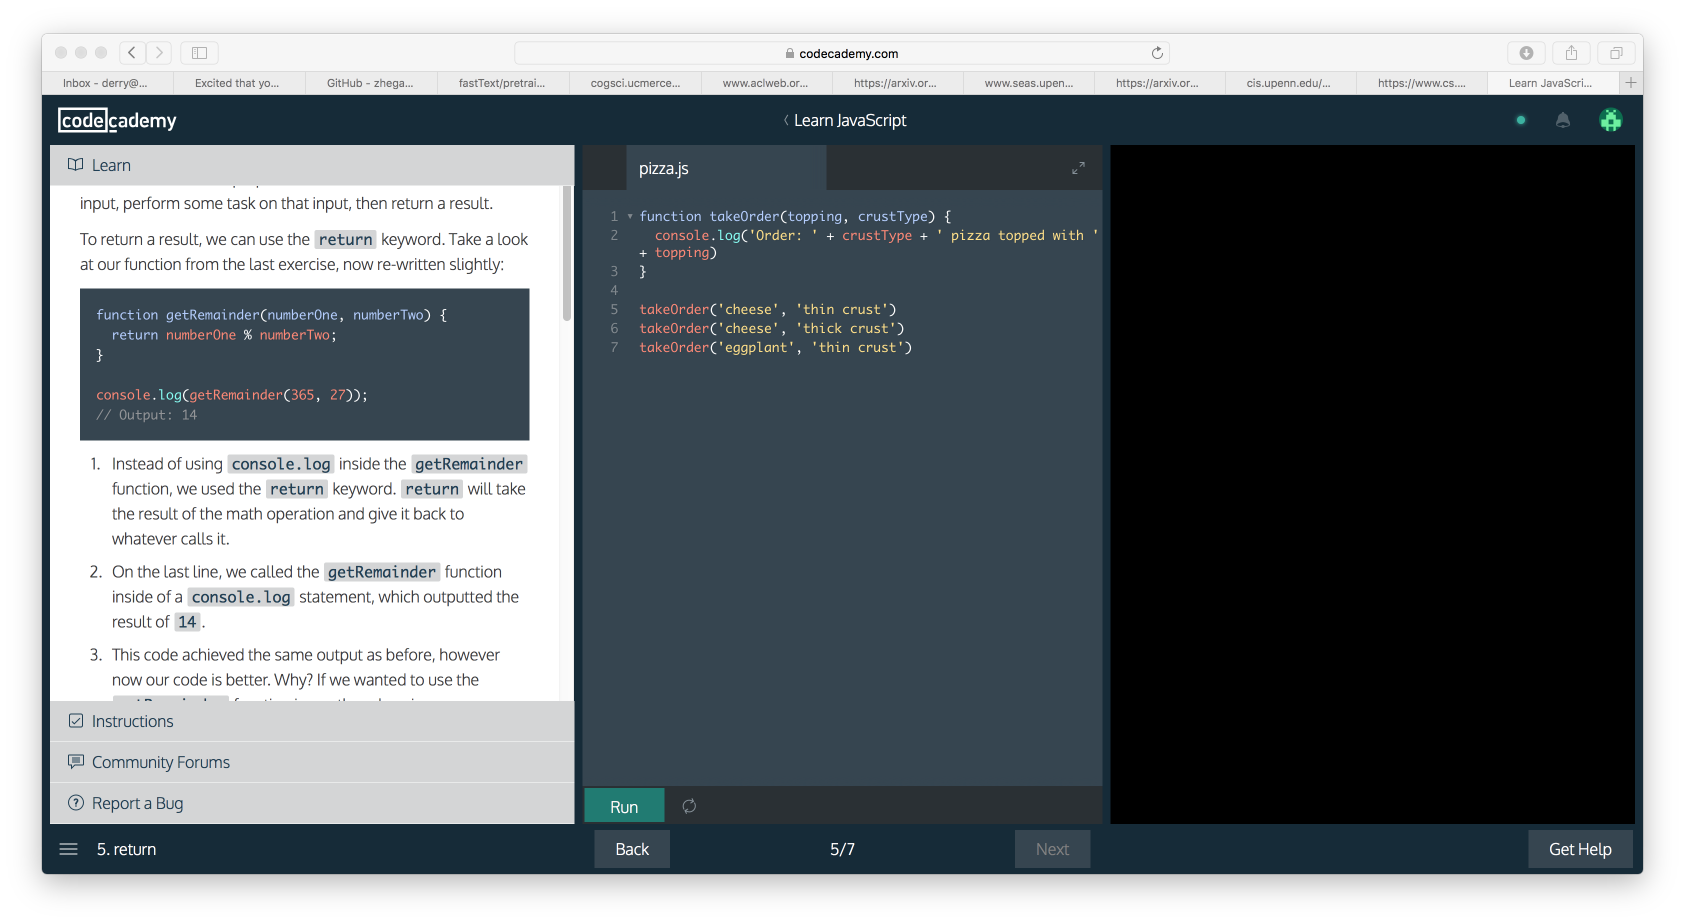 codecademy.com
Inbox – derry@...
Excited that yo...
GitHub - zhega...
fastText/pretrai...
cogsci.ucmerce...
www.aclweb.or...
https://arxiv.or...
www.seas.upen...
https://arxiv.or...
cis.upenn.edu/...
https://www.cs....
Learn JavaScri...
codecademy
Learn JavaScript
Learn
input, perform some task on that input, then return a result.
To return a result, we can use the return keyword. Take a look
at our function from the last exercise, now re-written slightly:
function getRemainder(numberOne, numberTwo) {
  return numberOne % numberTwo;
}
console.log(getRemainder(365, 27));
// Output: 14
1. Instead of using console.log inside the getRemainder
function, we used the return keyword. return will take
the result of the math operation and give it back to
whatever calls it.
2. On the last line, we called the getRemainder function
inside of a console.log statement, which outputted the
result of 14.
3. This code achieved the same output as before, however
now our code is better. Why? If we wanted to use the
Instructions
Community Forums
Report a Bug
5. return
pizza.js
1 function takeOrder(topping, crustType) {
2   console.log('Order: ' + crustType + ' pizza topped with '
+ topping)
3 }
4
5 takeOrder('cheese', 'thin crust')
6 takeOrder('cheese', 'thick crust')
7 takeOrder('eggplant', 'thin crust')
Run
Back
5/7
Next
Get Help